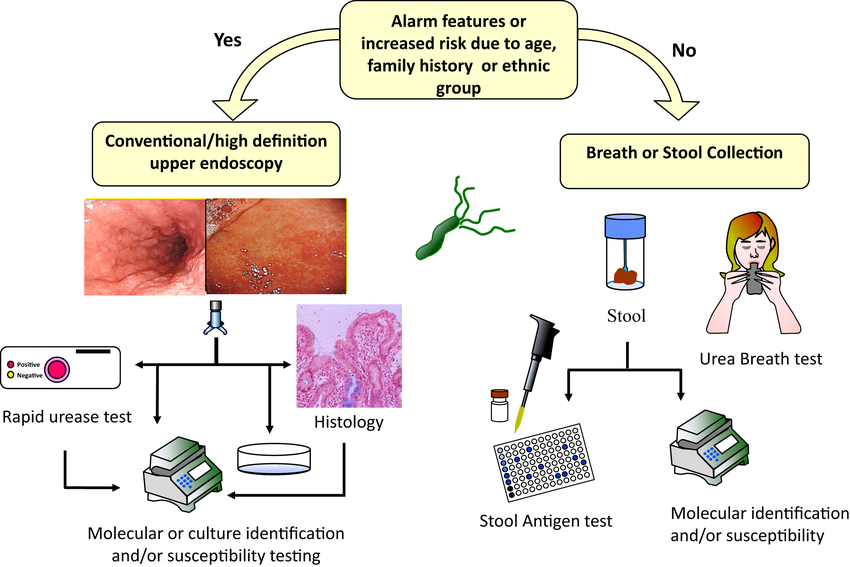 Alarm features or
increased risk due to age,
family history or ethnic
group
Yes
No
Conventional/high definition
upper endoscopy
Breath or Stool Collection
Stool
Urea Breath test
Positive
Negative
Rapid urease test
Histology
Stool Antigen test
Molecular identification
and/or susceptibility
Molecular or culture identification
and/or susceptibility testing